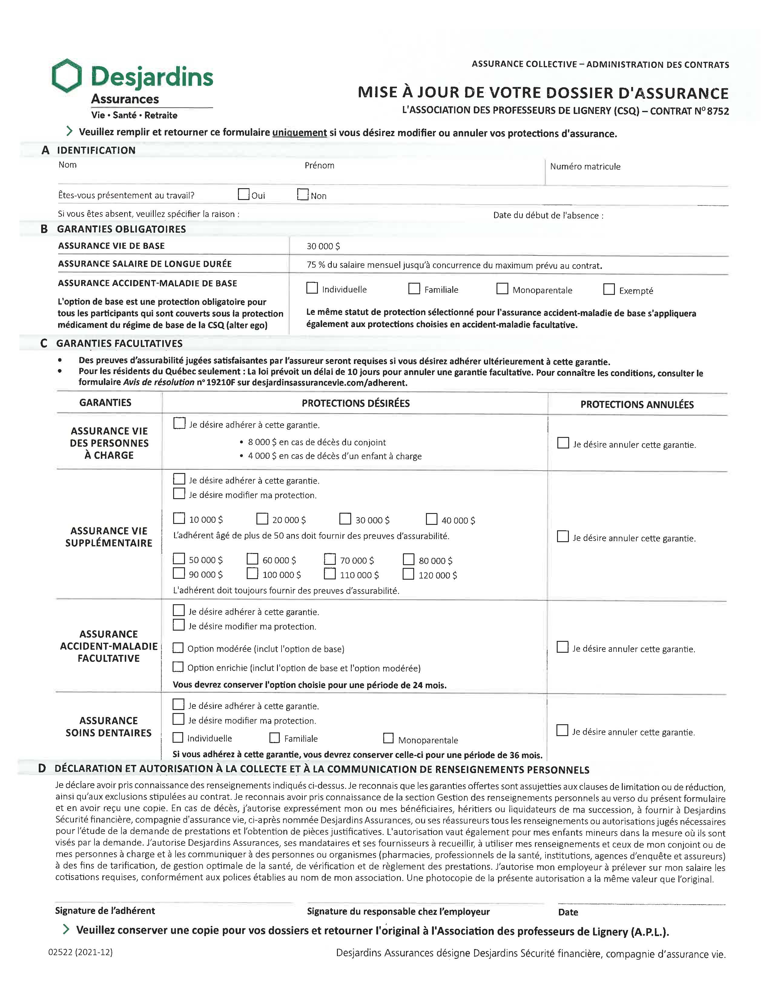 Desjardins
Assurances
Vie • Santé • Retraite
ASSURANCE COLLECTIVE – ADMINISTRATION DES CONTRATS
MISE À JOUR DE VOTRE DOSSIER D'ASSURANCE
L'ASSOCIATION DES PROFESSEURS DE LIGNERY (CSQ) – CONTRAT Nº 8752
> Veuillez remplir et retourner ce formulaire uniquement si vous désirez modifier ou annuler vos protections d'assurance.
A IDENTIFICATION
Nom Prénom Numéro matricule
Êtes-vous présentement au travail? ☐ Oui ☐ Non
Si vous êtes absent, veuillez spécifier la raison : Date du début de l'absence :
B GARANTIES OBLIGATOIRES
ASSURANCE VIE DE BASE 30 000 $
ASSURANCE SALAIRE DE LONGUE DURÉE 75 % du salaire mensuel jusqu'à concurrence du maximum prévu au contrat.
ASSURANCE ACCIDENT-MALADIE DE BASE
L'option de base est une protection obligatoire pour
tous les participants qui sont couverts sous la protection
médicament du régime de base de la CSQ (alter ego)
☐ Individuelle ☐ Familiale ☐ Monoparentale ☐ Exempté
Le même statut de protection sélectionné pour l'assurance accident-maladie de base s'appliquera
également aux protections choisies en accident-maladie facultative.
C GARANTIES FACULTATIVES
• Des preuves d'assurabilité jugées satisfaisantes par l'assureur seront requises si vous désirez adhérer ultérieurement à cette garantie.
• Pour les résidents du Québec seulement : La loi prévoit un délai de 10 jours pour annuler une garantie facultative. Pour connaître les conditions, consulter le
formulaire Avis de résolution nº 19210F sur desjardinsassurancevie.com/adherent.
GARANTIES PROTECTIONS DÉSIRÉES PROTECTIONS ANNULÉES
ASSURANCE VIE
DES PERSONNES
À CHARGE
☐ Je désire adhérer à cette garantie.
• 8 000 $ en cas de décès du conjoint
• 4 000 $ en cas de décès d'un enfant à charge
☐ Je désire annuler cette garantie.
ASSURANCE VIE
SUPPLÉMENTAIRE
☐ Je désire adhérer à cette garantie.
☐ Je désire modifier ma protection.
☐ 10 000 $ ☐ 20 000 $ ☐ 30 000 $ ☐ 40 000 $
L'adhérent âgé de plus de 50 ans doit fournir des preuves d'assurabilité.
☐ 50 000 $ ☐ 60 000 $ ☐ 70 000 $ ☐ 80 000 $
☐ 90 000 $ ☐ 100 000 $ ☐ 110 000 $ ☐ 120 000 $
L'adhérent doit toujours fournir des preuves d'assurabilité.
☐ Je désire annuler cette garantie.
ASSURANCE
ACCIDENT-MALADIE
FACULTATIVE
☐ Je désire adhérer à cette garantie.
☐ Je désire modifier ma protection.
☐ Option modérée (inclut l'option de base)
☐ Option enrichie (inclut l'option de base et l'option modérée)
Vous devrez conserver l'option choisie pour une période de 24 mois.
☐ Je désire annuler cette garantie.
ASSURANCE
SOINS DENTAIRES
☐ Je désire adhérer à cette garantie.
☐ Je désire modifier ma protection.
☐ Individuelle ☐ Familiale ☐ Monoparentale
Si vous adhérez à cette garantie, vous devrez conserver celle-ci pour une période de 36 mois.
☐ Je désire annuler cette garantie.
D DÉCLARATION ET AUTORISATION À LA COLLECTE ET À LA COMMUNICATION DE RENSEIGNEMENTS PERSONNELS
Je déclare avoir pris connaissance des renseignements indiqués ci-dessus. Je reconnais que les garanties offertes sont assujetties aux clauses de limitation ou de réduction,
ainsi qu'aux exclusions stipulées au contrat. Je reconnais avoir pris connaissance de la section Gestion des renseignements personnels au verso du présent formulaire
et en avoir reçu une copie. En cas de décès, j'autorise expressément mon ou mes bénéficiaires, héritiers ou liquidateurs de ma succession, à fournir à Desjardins
Sécurité financière, compagnie d'assurance vie, ci-après nommée Desjardins Assurances, ou ses réassureurs tous les renseignements ou autorisations jugés nécessaires
pour l'étude de la demande de prestations et l'obtention de pièces justificatives. L'autorisation vaut également pour mes enfants mineurs dans la mesure où ils sont
visés par la demande. J'autorise Desjardins Assurances, ses mandataires et ses fournisseurs à recueillir, à utiliser mes renseignements et ceux de mon conjoint ou de
mes personnes à charge et à les communiquer à des personnes ou organismes (pharmacies, professionnels de la santé, institutions, agences d'enquête et assureurs)
à des fins de tarification, de gestion optimale de la santé, de vérification et de règlement des prestations. J'autorise mon employeur à prélever sur mon salaire les
cotisations requises, conformément aux polices établies au nom de mon association. Une photocopie de la présente autorisation a la même valeur que l'original.
Signature de l'adhérent Signature du responsable chez l'employeur Date
> Veuillez conserver une copie pour vos dossiers et retourner l'original à l'Association des professeurs de Lignery (A.P.L.).
02522 (2021-12) Desjardins Assurances désigne Desjardins Sécurité financière, compagnie d'assurance vie.